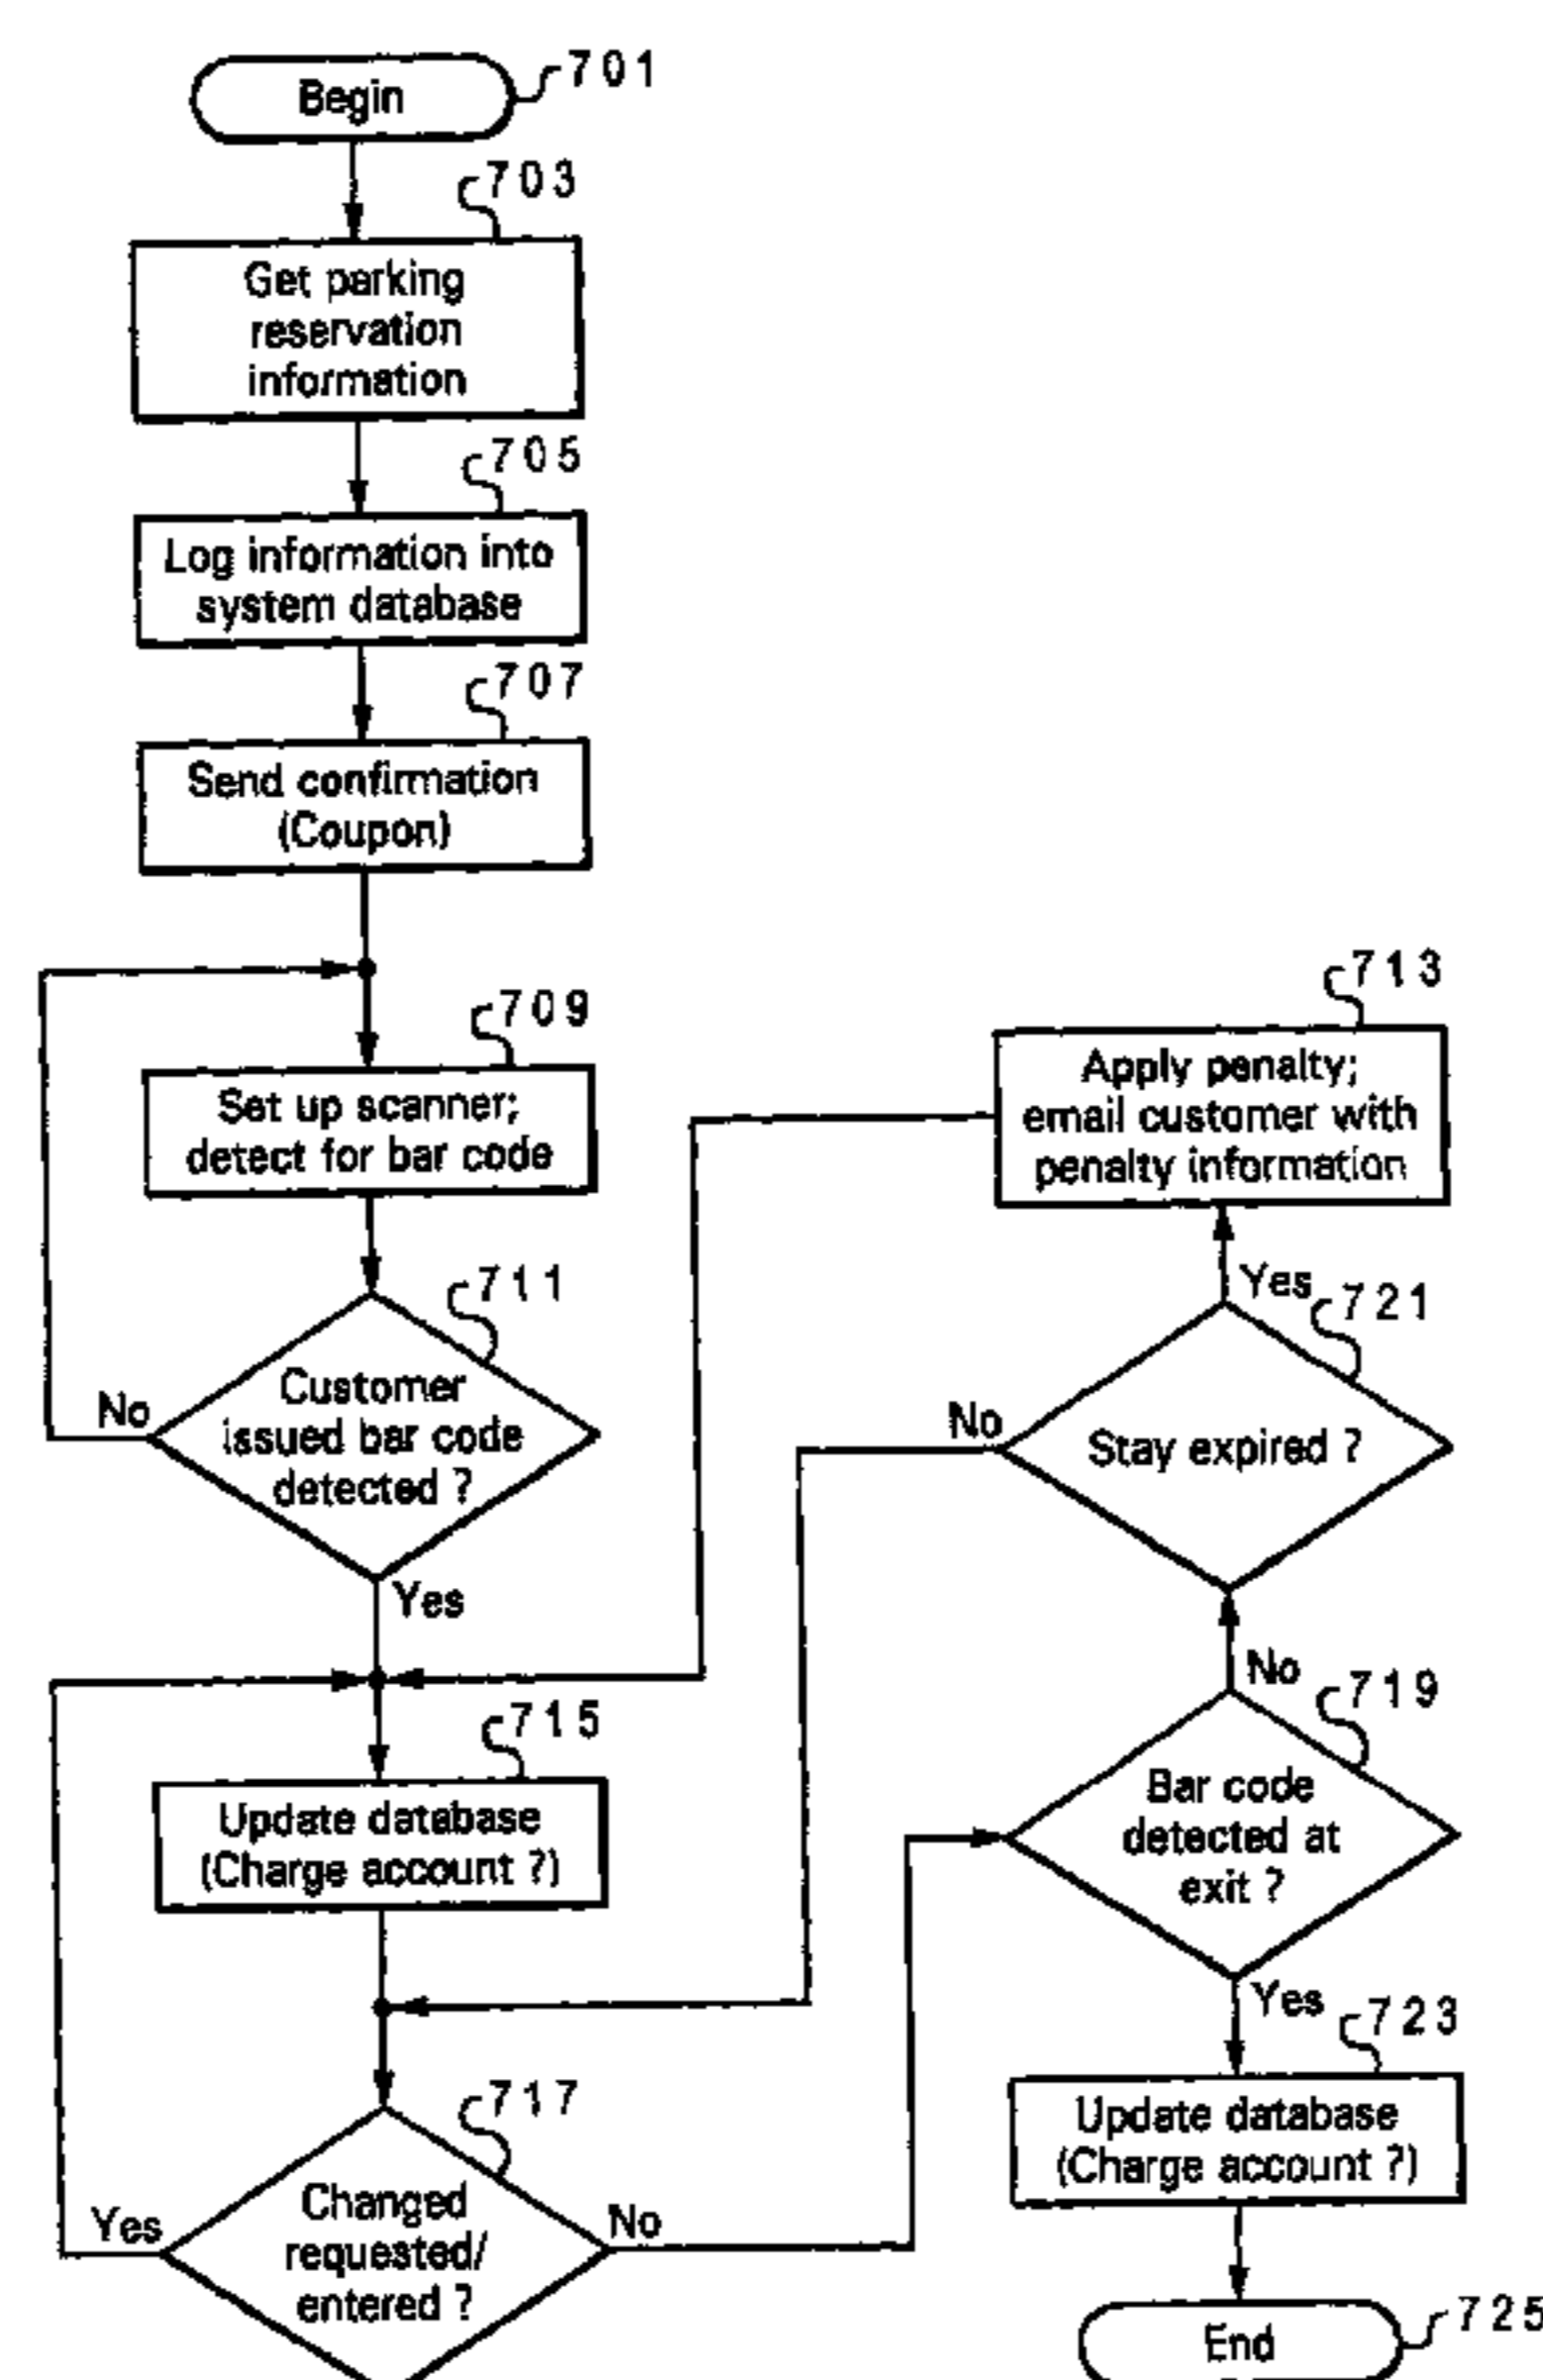 Begin
701
703
Get parking
reservation
information
705
Log information into
system database
707
Send confirmation
(Coupon)
709
Set up scanner;
detect for bar code
711
Customer
issued bar code
detected ?
No
Yes
715
Update database
(Charge account ?)
717
Changed
requested/
entered ?
Yes
No
713
Apply penalty;
email customer with
penalty information
Yes
721
Stay expired ?
No
No
719
Bar code
detected at
exit ?
Yes
723
Update database
(Charge account ?)
End
725